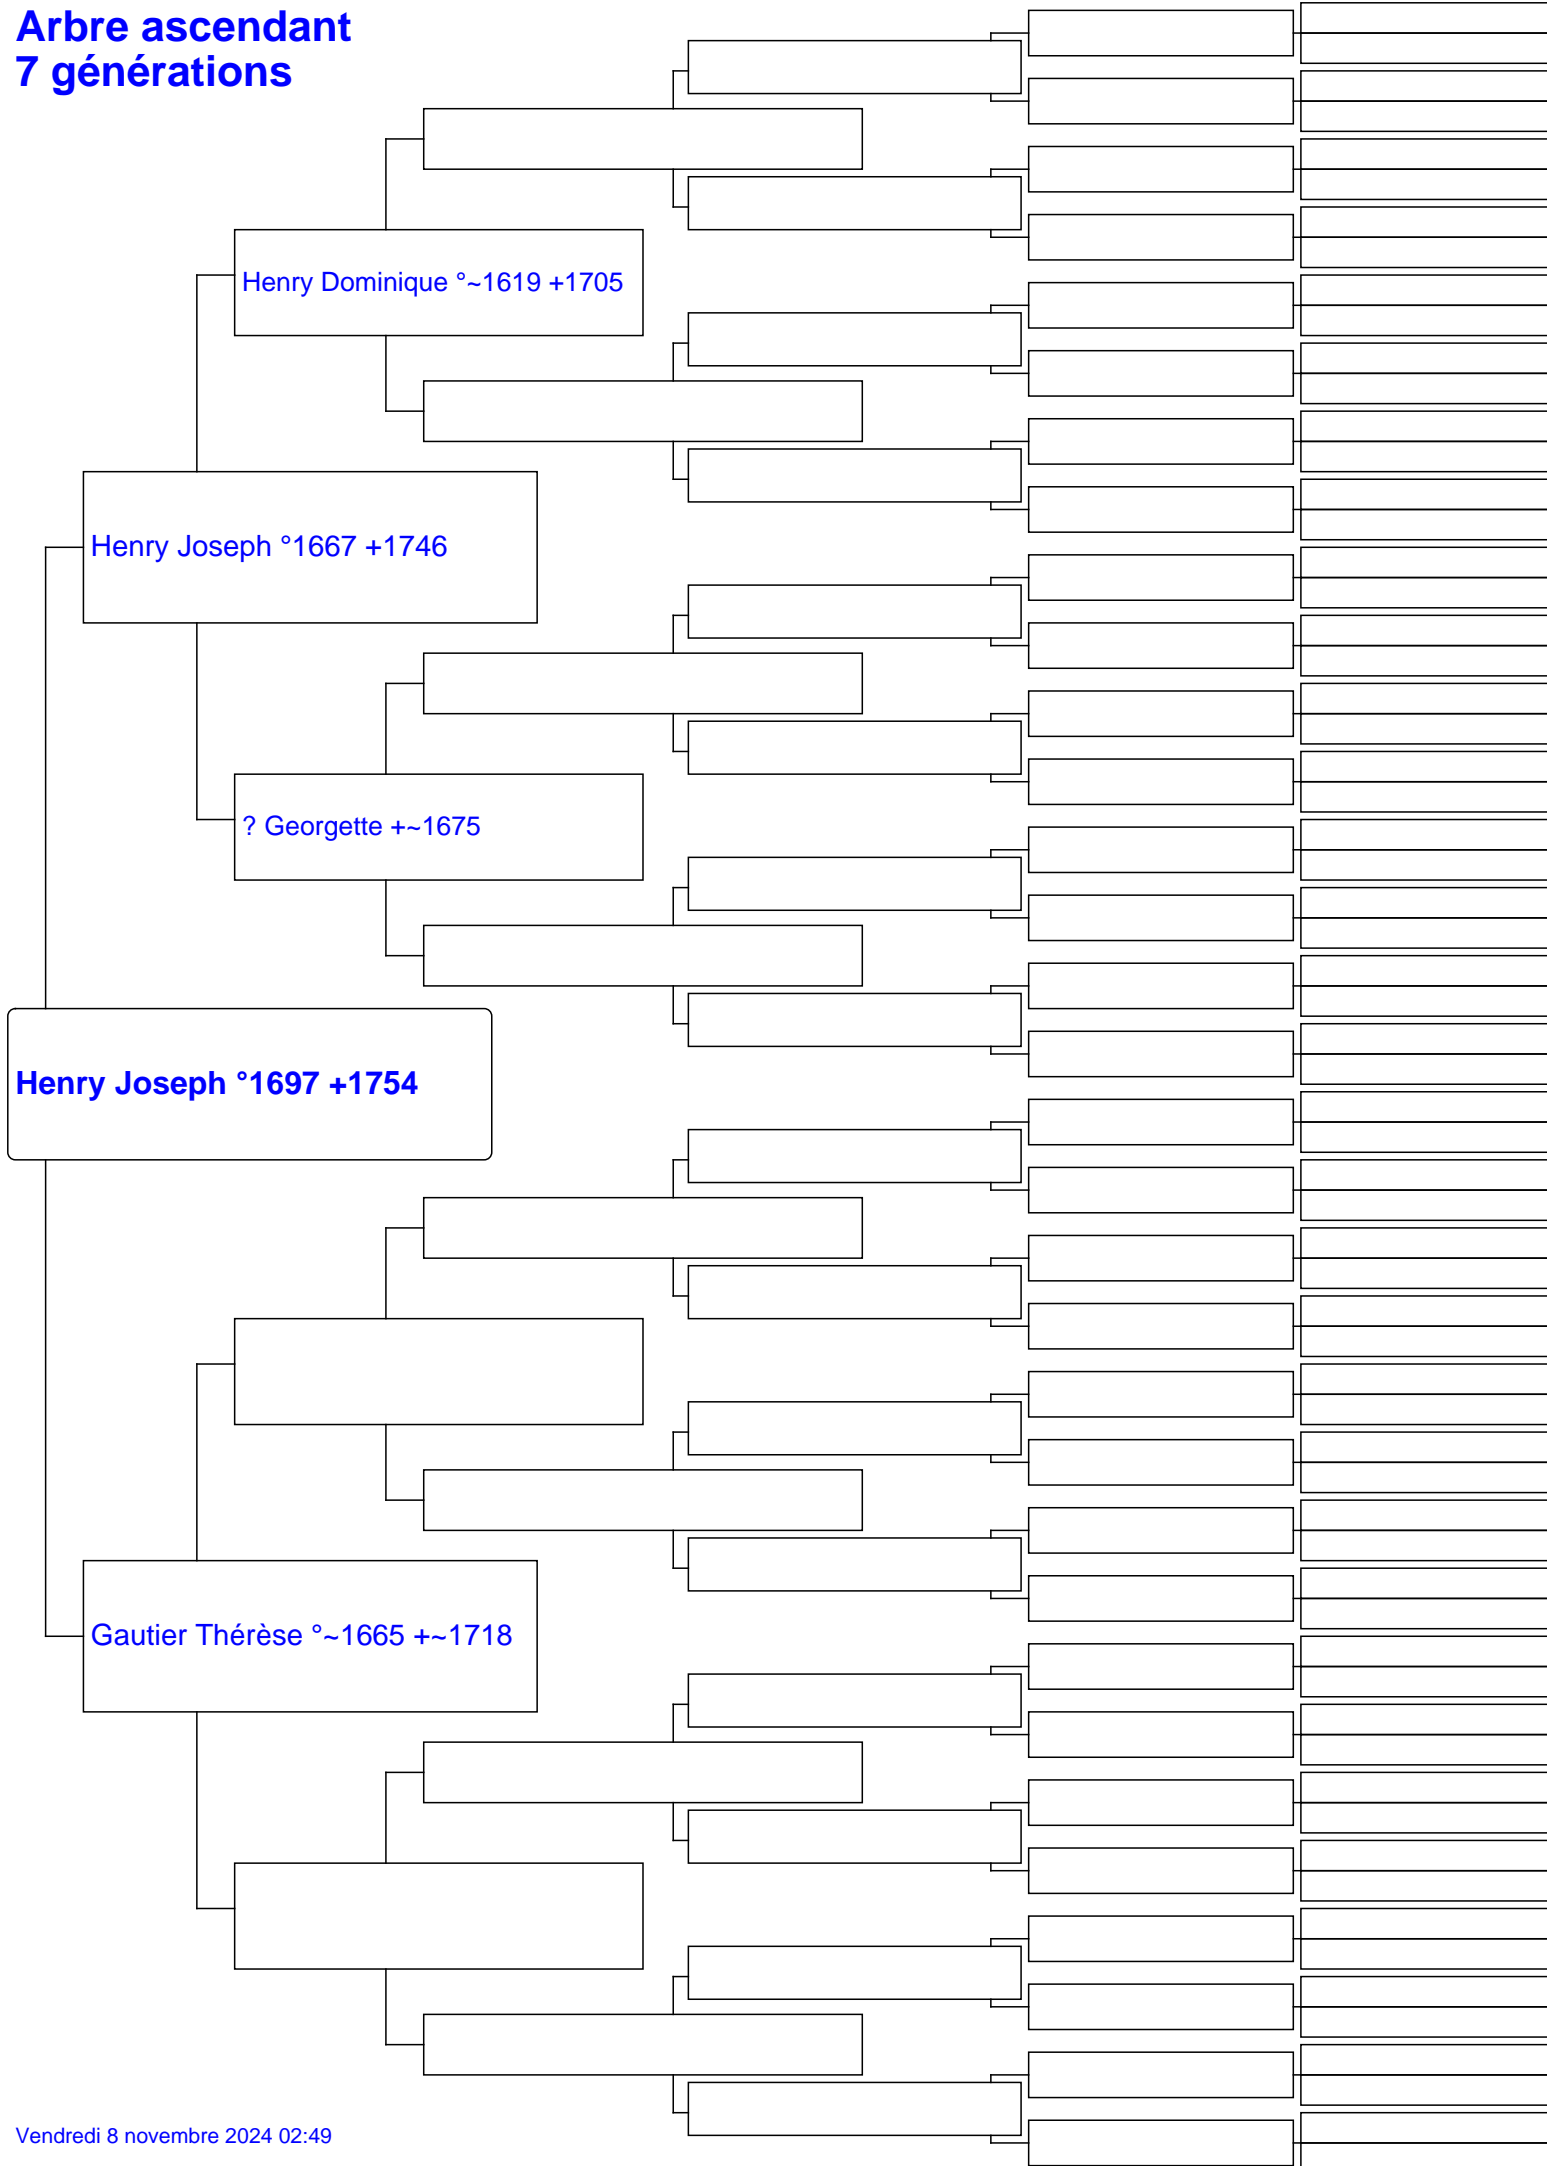 Arbre ascendant
7 générations
Henry Dominique °~1619 +1705
Henry Joseph °1667 +1746
? Georgette +~1675
Henry Joseph °1697 +1754
Gautier Thérèse °~1665 +~1718
Vendredi 8 novembre 2024 02:49